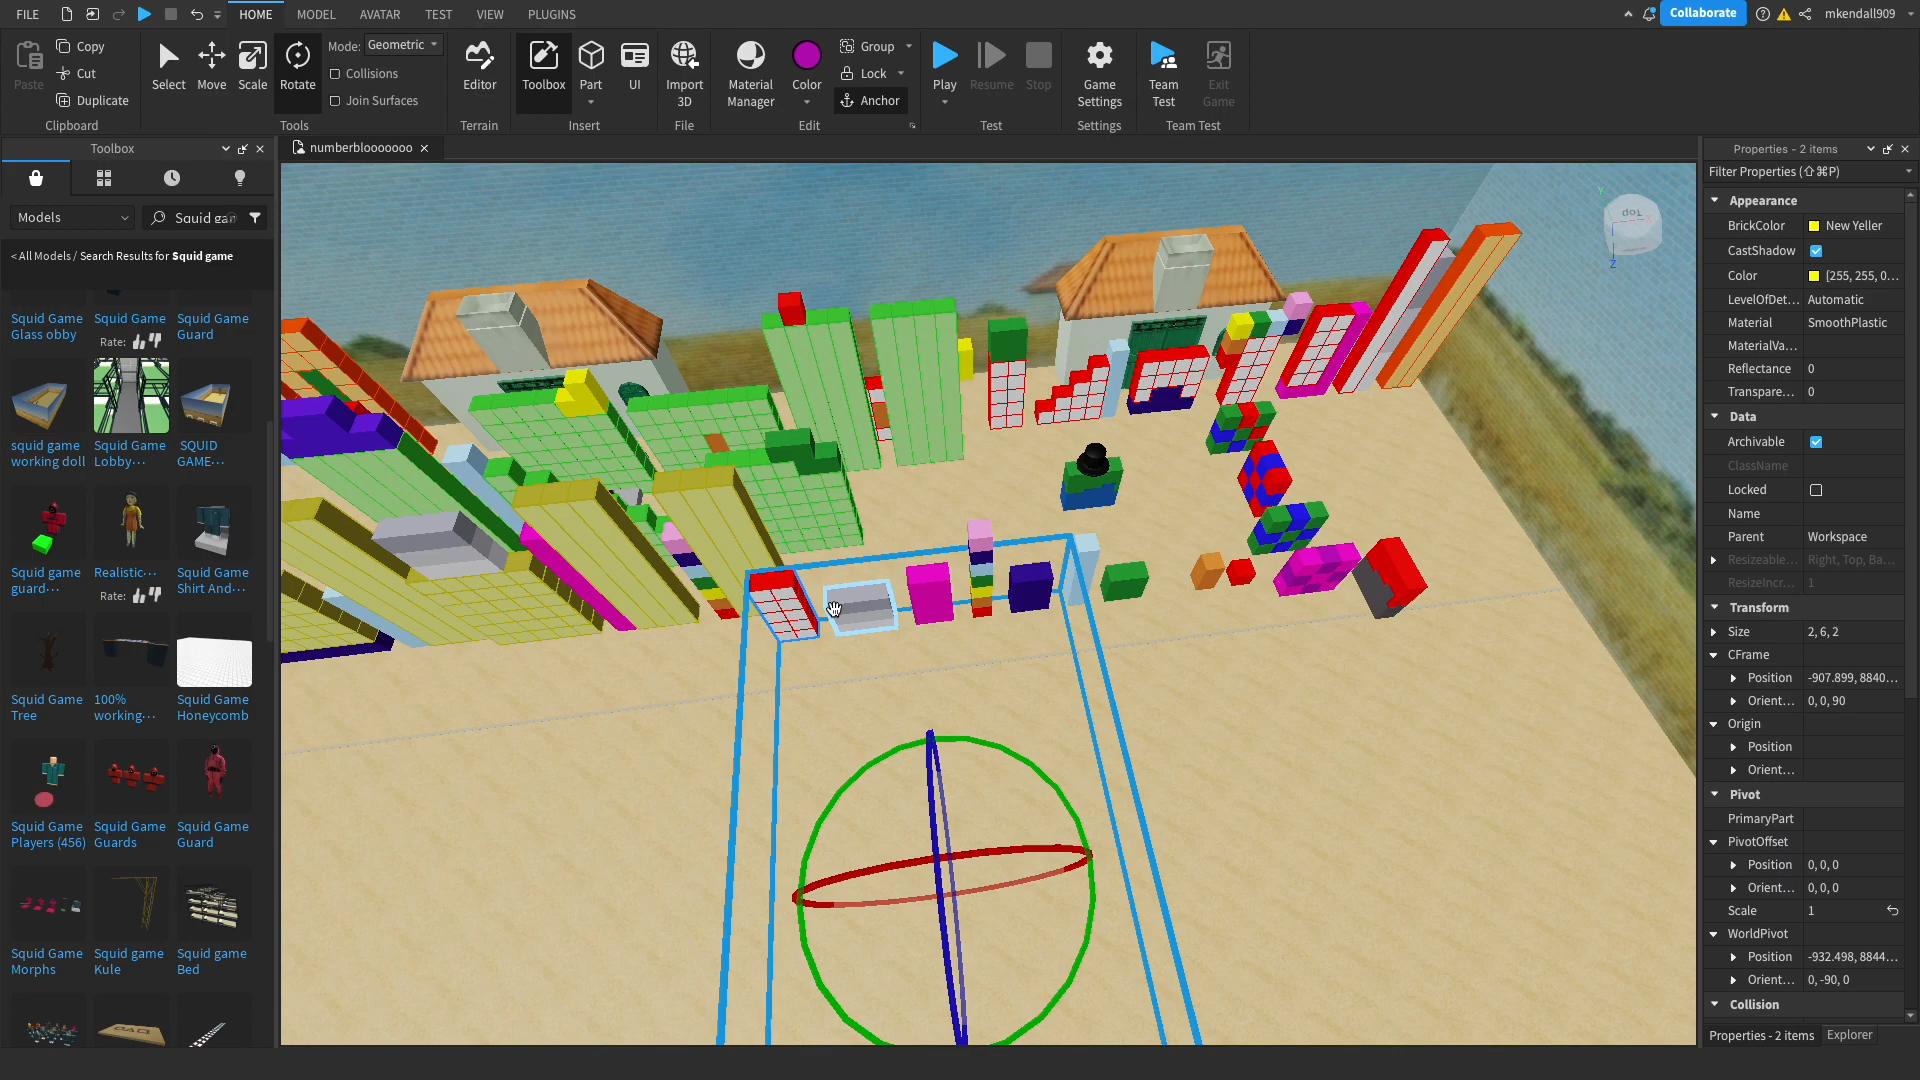 FILE HOME MODEL AVATAR TEST VIEW PLUGINS Collaborate mkendall909
Paste Copy Cut Duplicate Clipboard
Select Move Scale Rotate Mode: Geometric Collisions Join Surfaces Tools
Editor Terrain
Toolbox Part UI Insert
Import 3D File
Material Manager Color Group Lock Anchor Edit
Play Resume Stop Test
Game Settings Settings
Team Test Exit Game Team Test
Toolbox
numberblooooooo
Models
Squid
< All Models / Search Results for Squid game
Squid Game Glass obby
Squid Game
Rate:
Squid Game Guard
squid game working doll
Squid Game Lobby···
SQUID GAME···
Squid game guard···
Realistic···
Rate:
Squid Game Shirt And···
Squid Game Tree
100% working···
Squid Game Honeycomb
Squid Game Players (456)
Squid Game Guards
Squid Game Guard
Squid Game Morphs
Squid game Kule
Squid game Bed
Y
Z
Top
Properties - 2 items
Filter Properties (⇧⌘P)
Appearance
BrickColor New Yeller
CastShadow
Color [255, 255, 0...
LevelOfDet... Automatic
Material SmoothPlastic
MaterialVa...
Reflectance 0
Transpare... 0
Data
Archivable
ClassName
Locked
Name
Parent Workspace
Resizeable... Right, Top, Ba...
ResizeIncr... 1
Transform
Size 2, 6, 2
CFrame
Position -907.899, 8840...
Orient... 0, 0, 90
Origin
Position
Orient...
Pivot
PrimaryPart
PivotOffset
Position 0, 0, 0
Orient... 0, 0, 0
Scale 1
WorldPivot
Position -932.498, 8844...
Orient... 0, -90, 0
Collision
Properties - 2 items Explorer